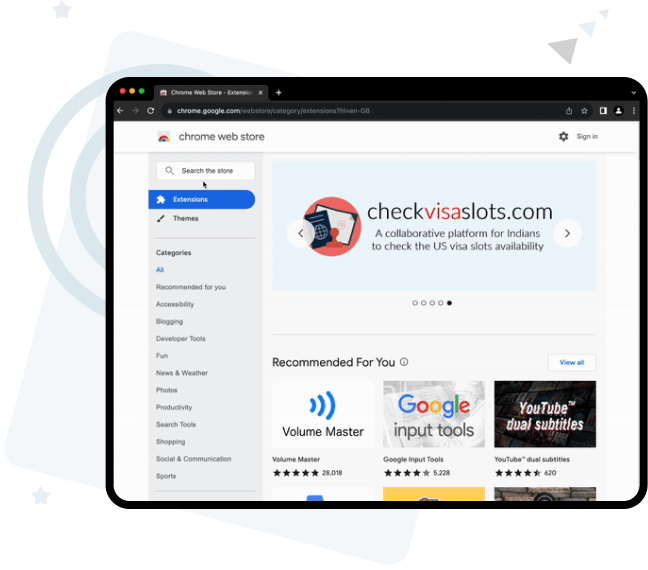 Chrome Web Store - Extension
chrome.google.com/webstore/category/extensions?hl=en-GB
chrome web store
Sign in
Search the store
Extensions
Themes
Categories
All
Recommended for you
Accessibility
Blogging
Developer Tools
Fun
News & Weather
Photos
Productivity
Search Tools
Shopping
Social & Communication
Sports
checkvisaslots.com
A collaborative platform for Indians
to check the US visa slots availability
Recommended For You
View all
Volume Master
Volume Master
28,018
Google
input tools
Google Input Tools
5,228
YouTube™
dual subtitles
YouTube™ dual subtitles
620